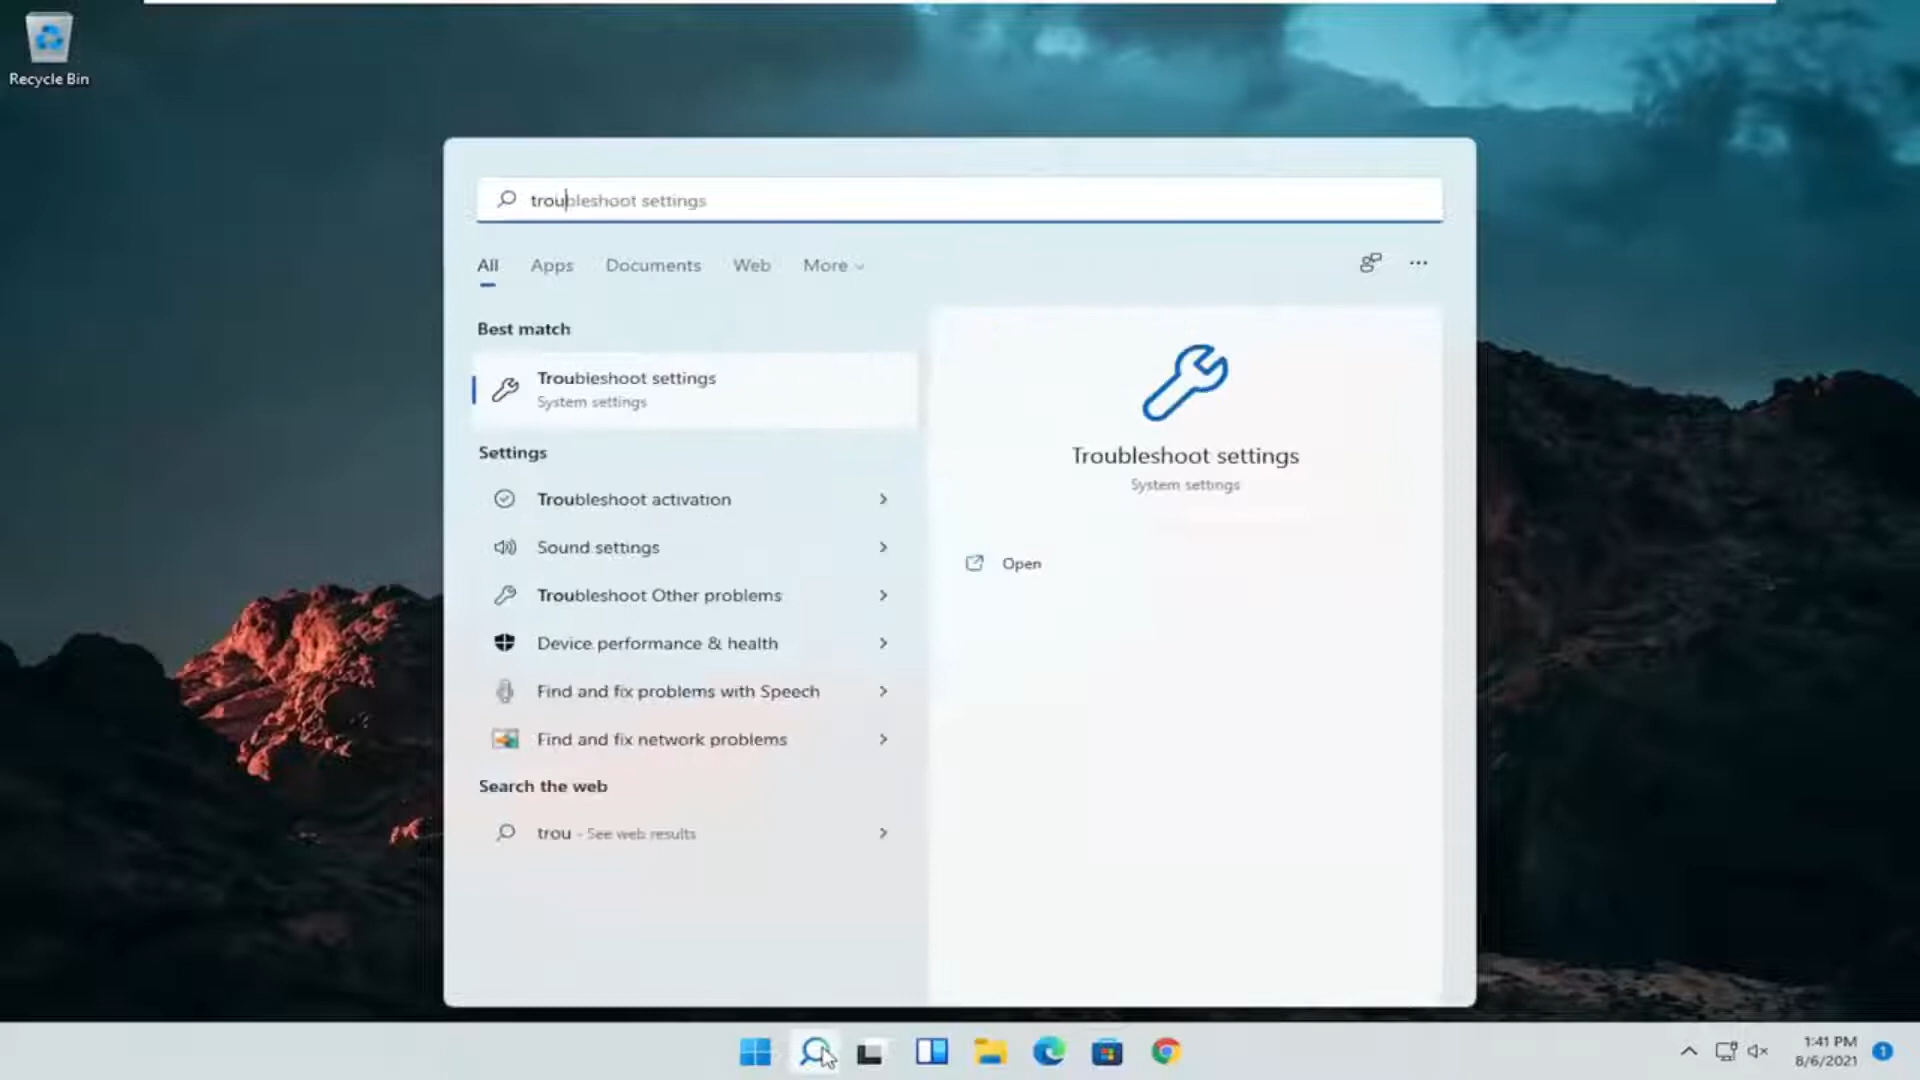 Recycle Bin
troubleshoot settings
All
Apps
Documents
Web
More
Best match
Troubleshoot settings
System settings
Settings
Troubleshoot activation
Sound settings
Troubleshoot Other problems
Device performance & health
Find and fix problems with Speech
Find and fix network problems
Search the web
trou - See web results
Troubleshoot settings
System settings
Open
1:41 PM
8/6/2021
1